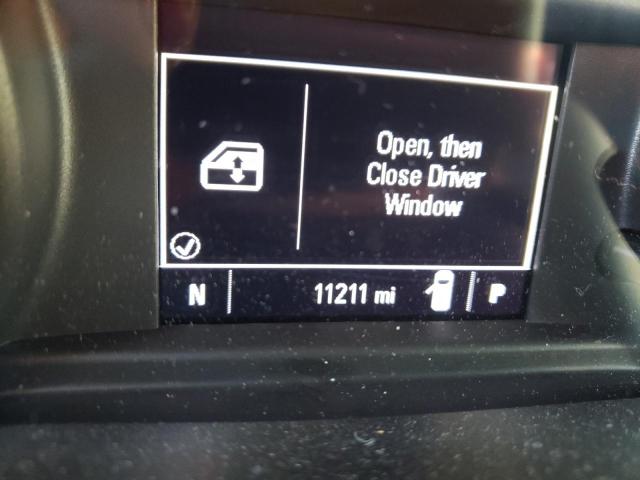 Open, then
Close Driver
Window
N 11211 mi P